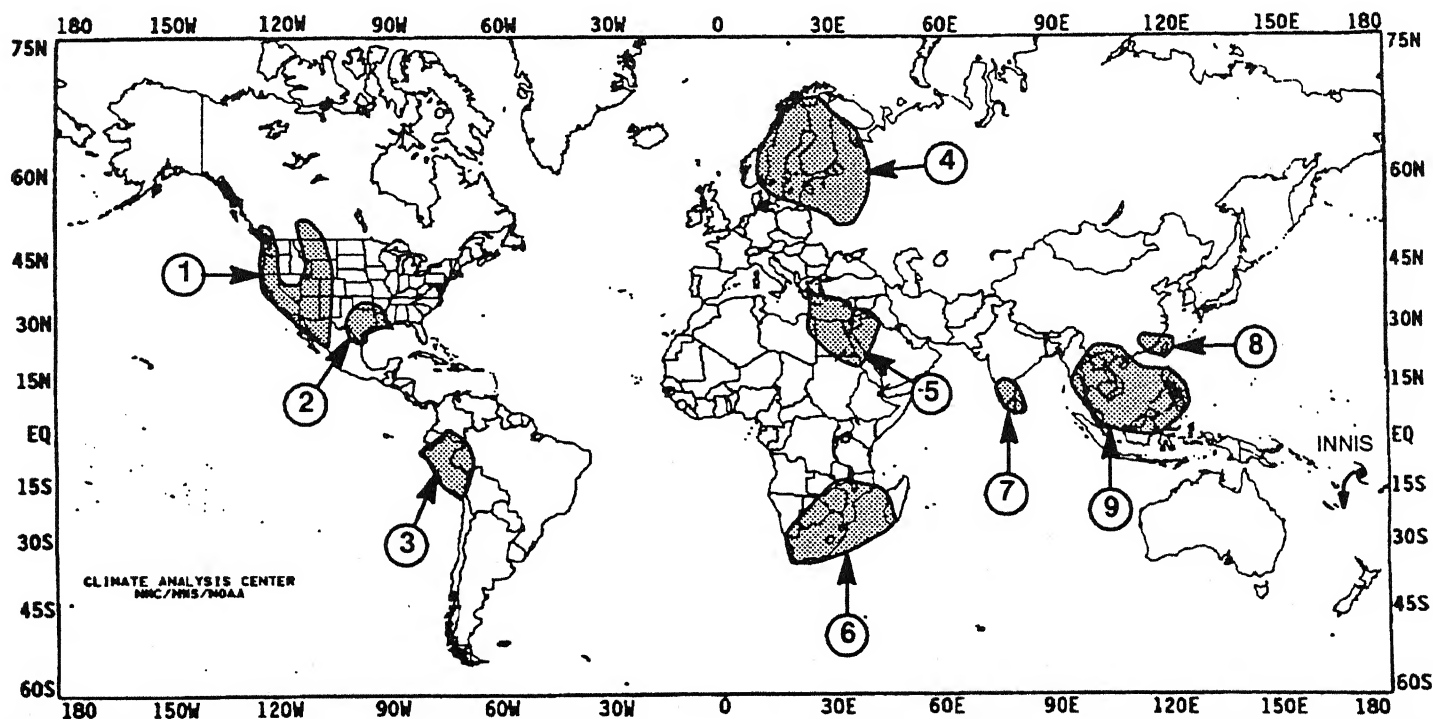 180 150W 120W 90W 60W 30W 0 30E 60E 90E 120E 150E 180
75N 75N
60N 4 60N
45N 1 45N
30N 30N
8
15N 2 5 15N
EQ EQ
INNIS
15S 7 15S
9
30S 3 30S
CLIMATE ANALYSIS CENTER
NMC/NWS/NOAA
45S 45S
6
60S 60S
180 150W 120W 90W 60W 30W 0 30E 60E 90E 120E 150E 180